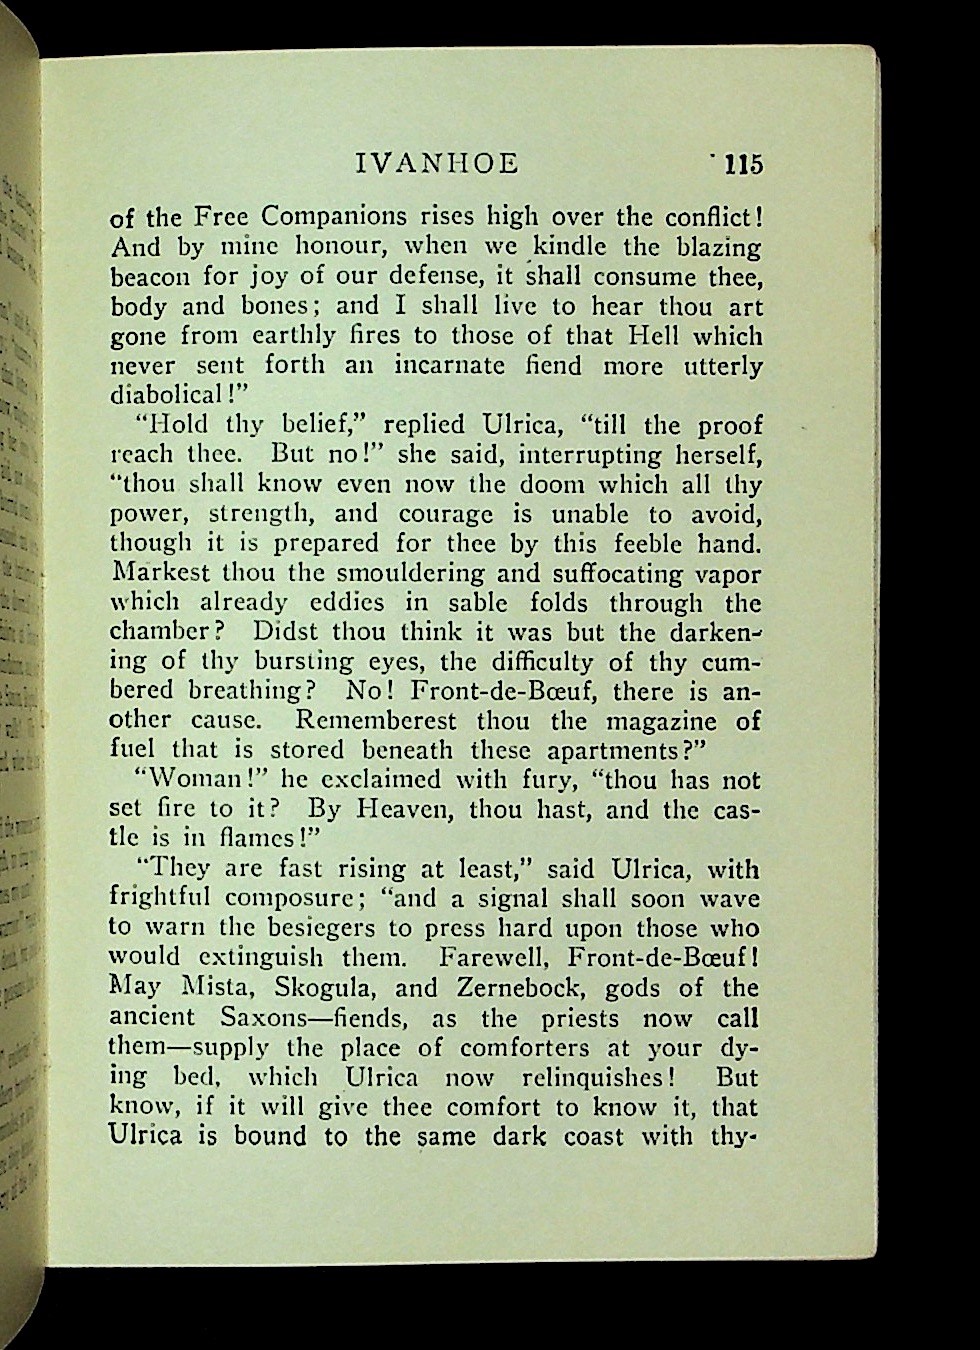 IVANHOE 115
of the Free Companions rises high over the conflict!
And by mine honour, when we kindle the blazing
beacon for joy of our defense, it shall consume thee,
body and bones; and I shall live to hear thou art
gone from earthly fires to those of that Hell which
never sent forth an incarnate fiend more utterly
diabolical!”
“Hold thy belief,” replied Ulrica, “till the proof
reach thee. But no!” she said, interrupting herself,
“thou shall know even now the doom which all thy
power, strength, and courage is unable to avoid,
though it is prepared for thee by this feeble hand.
Markest thou the smouldering and suffocating vapor
which already eddies in sable folds through the
chamber? Didst thou think it was but the darken-
ing of thy bursting eyes, the difficulty of thy cum-
bered breathing? No! Front-de-Bœuf, there is an-
other cause. Rememberest thou the magazine of
fuel that is stored beneath these apartments?”
“Woman!” he exclaimed with fury, “thou has not
set fire to it? By Heaven, thou hast, and the cas-
tle is in flames!”
“They are fast rising at least,” said Ulrica, with
frightful composure; “and a signal shall soon wave
to warn the besiegers to press hard upon those who
would extinguish them. Farewell, Front-de-Bœuf!
May Mista, Skogula, and Zernebock, gods of the
ancient Saxons—fiends, as the priests now call
them—supply the place of comforters at your dy-
ing bed, which Ulrica now relinquishes! But
know, if it will give thee comfort to know it, that
Ulrica is bound to the same dark coast with thy-